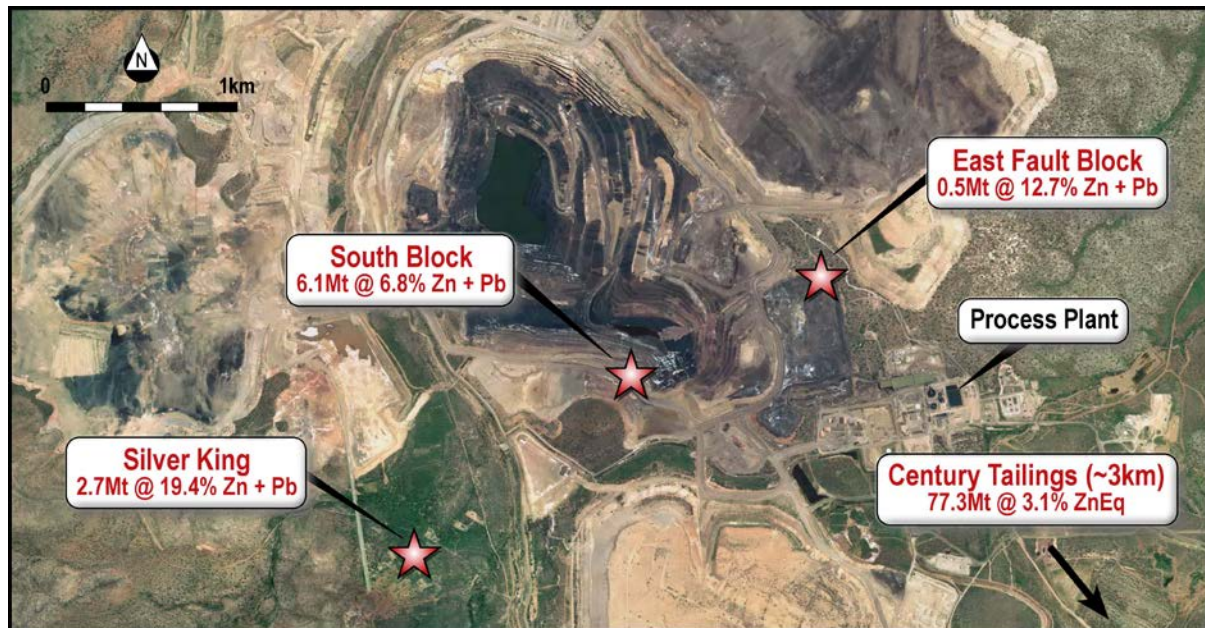 N
0 1km
East Fault Block
0.5Mt @ 12.7% Zn + Pb
South Block
6.1Mt @ 6.8% Zn + Pb
Process Plant
Silver King
2.7Mt @ 19.4% Zn + Pb
Century Tailings (~3km)
77.3Mt @ 3.1% ZnEq